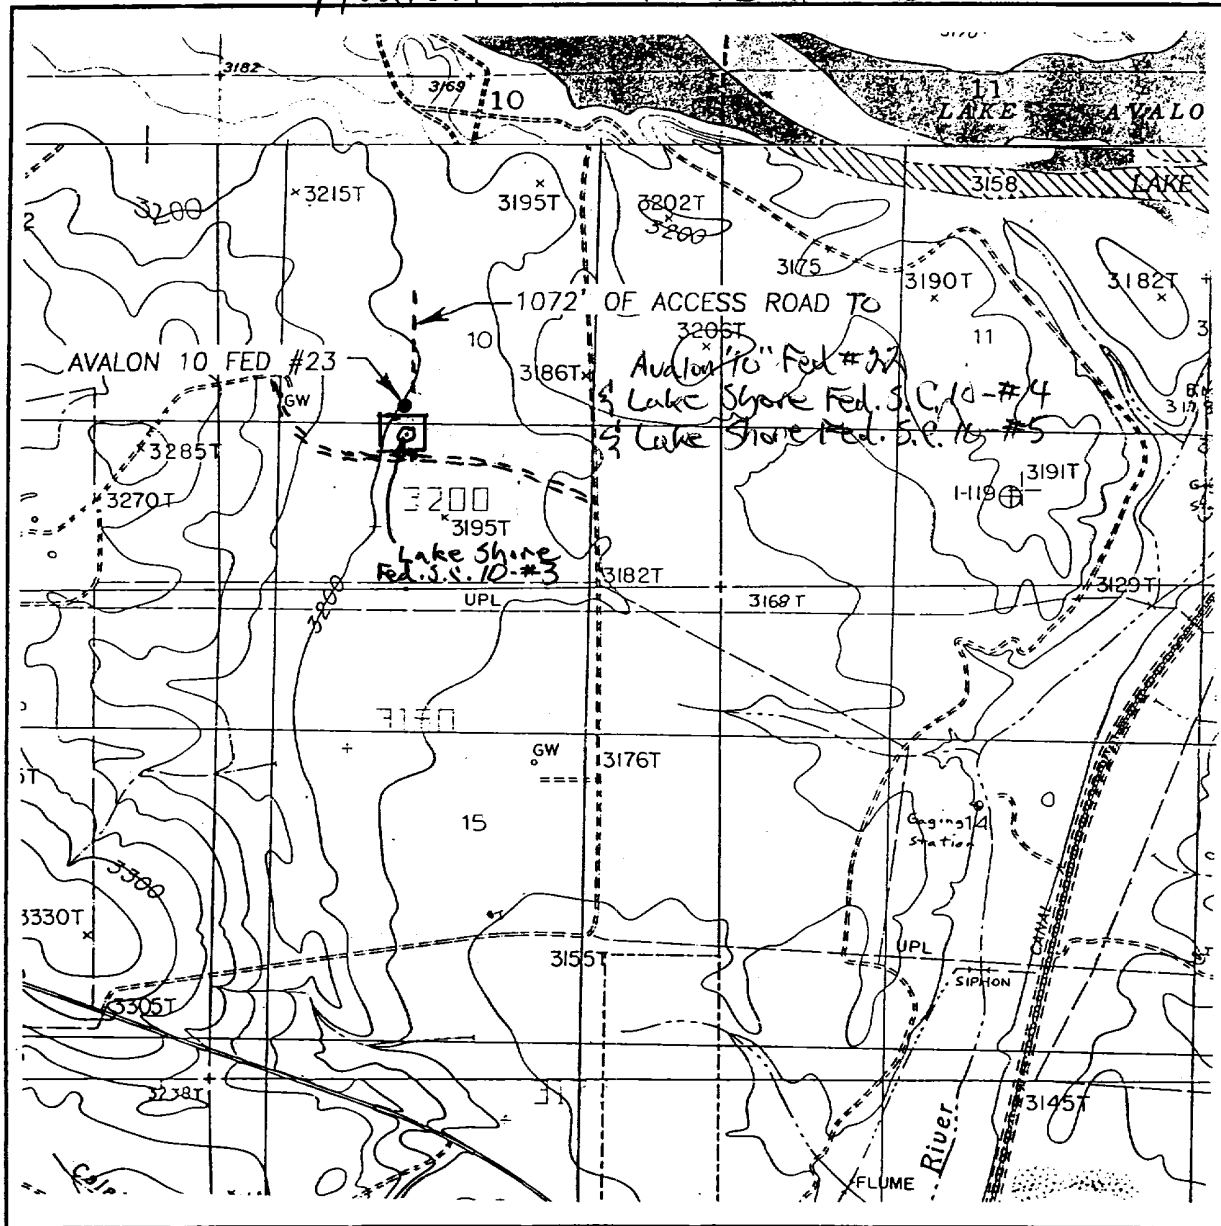 3182
3169
10
11
LAKE AVALO
3158
LAKE
3200
3215T
3195T
3202T
3200
3175
3190T
3182T
1072' OF ACCESS ROAD TO
10
3206T
11
AVALON 10 FED #23
3186T
Avalon "10" Fed #22
& Lake Shore Fed. S.C. 10-#4
& Lake Shore Fed. S.C. 10-#5
GW
3285T
3270T
3200
3195T
1-119
3191T
Lake Shore
Fed. S.C. 10-#3
3182T
3129T
UPL
3168T
3200
3150
GW
3176T
15
Gaging
Station
14
3300
3330T
CANAL
UPL
3155T
SIPHON
3305T
3238T
3145T
River
FLUME